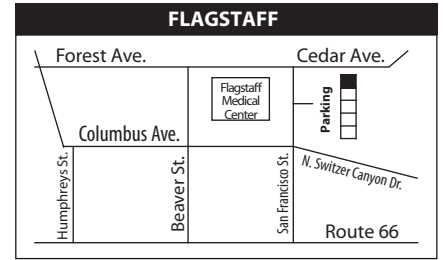 FLAGSTAFF
Forest Ave.
Cedar Ave.
Flagstaff
Medical
Center
Parking
Columbus Ave.
Humphreys St.
Beaver St.
San Francisco St.
N. Switzer Canyon Dr.
Route 66